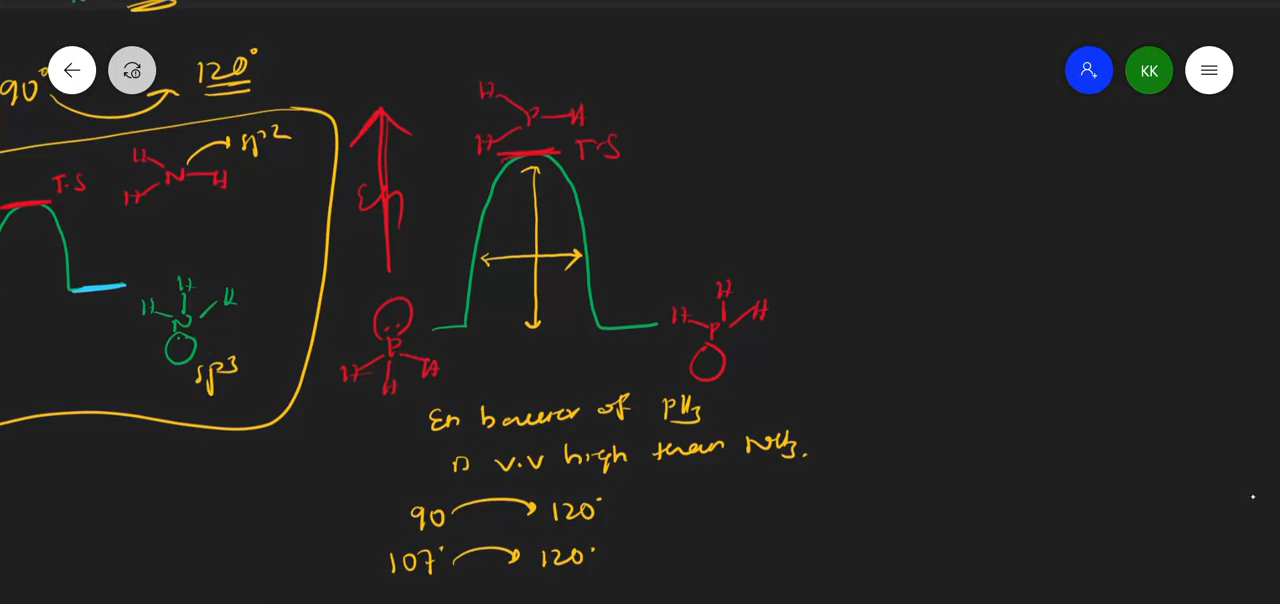 90° 120°
sp2
H
N H
H
T.S
H
H H
N
sp3
En
H
P H
H
T.S
P
H H H
H
H H
P
En barrier of PH3
is v.v high than NH3.
90 120°
107° 120°
KK